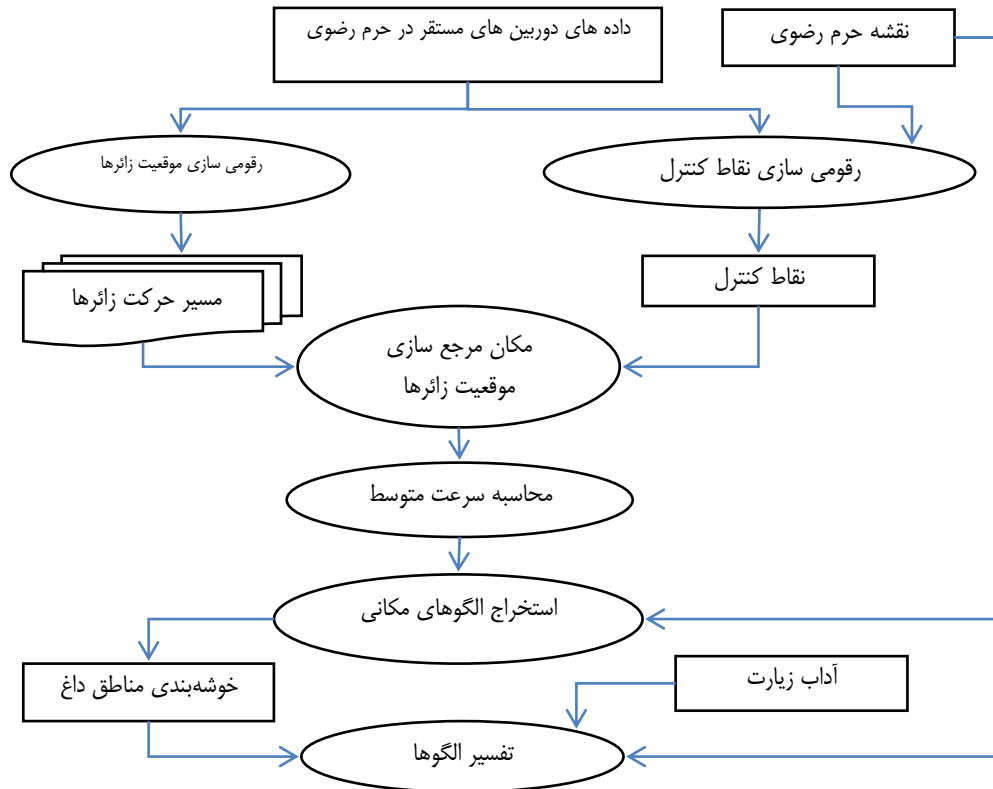 نقشه حرم رضوی
داده های دوربین های مستقر در حرم رضوی
رقومی سازی نقاط کنترل
رقومی سازی موقعیت زائرها
نقاط کنترل
مسیر حرکت زائرها
مکان مرجع سازی
موقعیت زائرها
محاسبه سرعت متوسط
استخراج الگوهای مکانی
آداب زیارت
خوشه‌بندی مناطق داغ
تفسیر الگوها